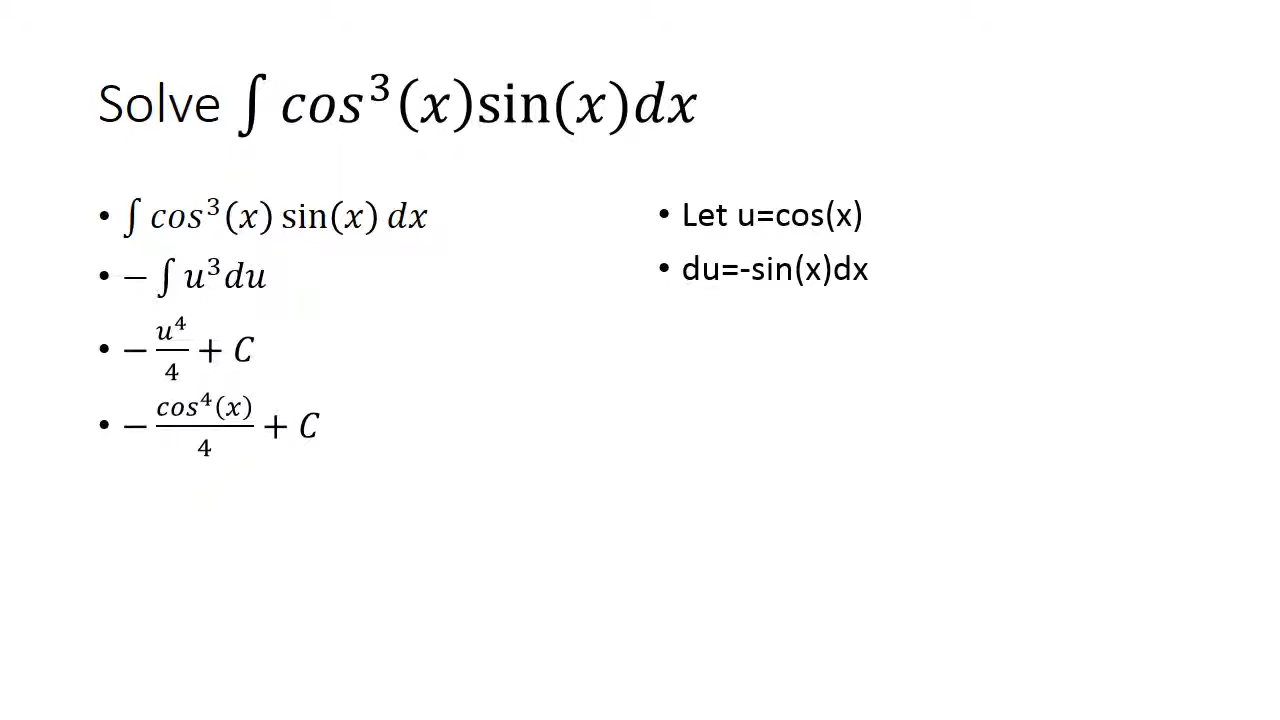 Solve ∫ cos³(x)sin(x)dx
• ∫ cos³(x) sin(x) dx
• − ∫ u³du
• − u⁴/4 + C
• − cos⁴(x)/4 + C
• Let u=cos(x)
• du=-sin(x)dx